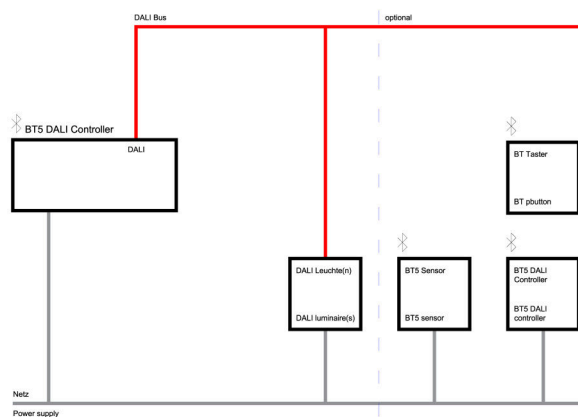 DALI Bus
optional
BT5 DALI Controller
DALI
BT Taster
BT pbutton
DALI Leuchte(n)
DALI luminaire(s)
BT5 Sensor
BT5 sensor
BT5 DALI
Controller
BT5 DALI
controller
Netz
Power supply